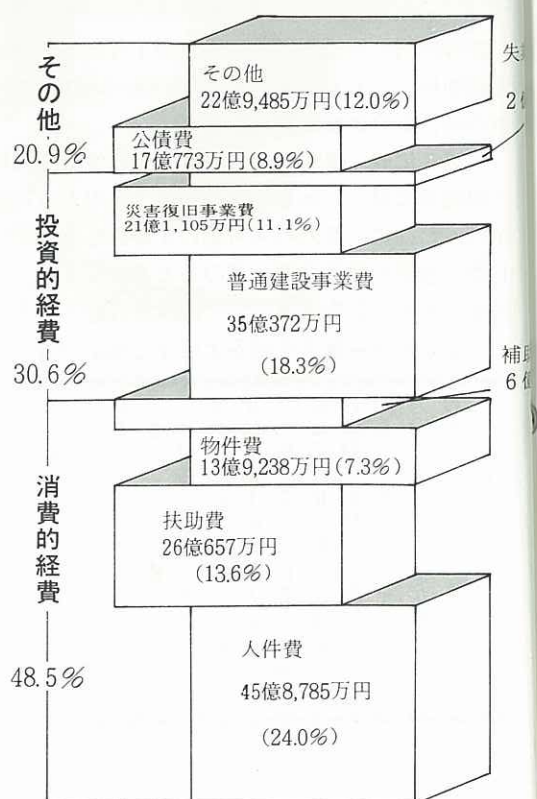 その他
20.9%
投資的経費
30.6%
消費的経費
48.5%
その他
22億9,485万円(12.0%)
公債費
17億773万円(8.9%)
災害復旧事業費
21億1,105万円(11.1%)
普通建設事業費
35億372万円
(18.3%)
物件費
13億9,238万円(7.3%)
扶助費
26億657万円
(13.6%)
人件費
45億8,785万円
(24.0%)
失
2
補
6億